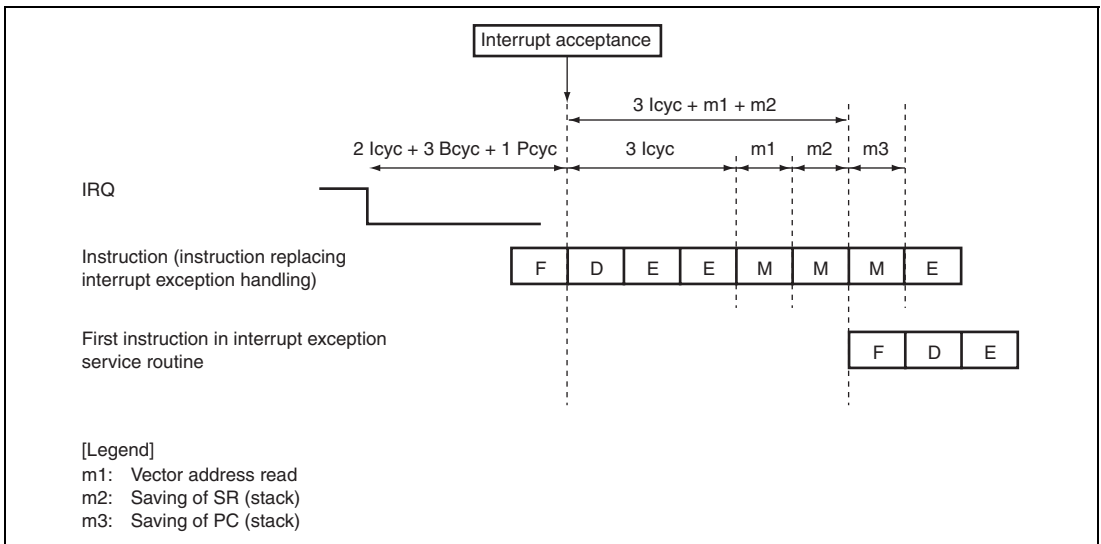 Interrupt acceptance
3 Icyc + m1 + m2
2 Icyc + 3 Bcyc + 1 Pcyc
3 Icyc
m1
m2
m3
IRQ
Instruction (instruction replacing
interrupt exception handling)
F D E E M M M E
First instruction in interrupt exception
service routine
F D E
[Legend]
m1: Vector address read
m2: Saving of SR (stack)
m3: Saving of PC (stack)